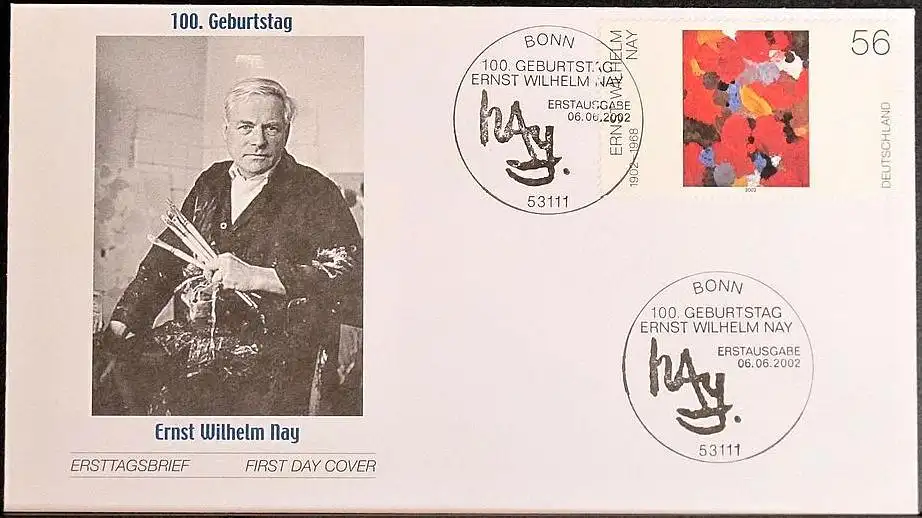 100. Geburtstag
Ernst Wilhelm Nay
ERSTTAGSBRIEF FIRST DAY COVER
BONN
100. GEBURTSTAG
ERNST WILHELM NAY
ERSTAUSGABE
06.06.2002
nay.
53111
ERNST WILHELM
NAY
1902–1968
2002
56
DEUTSCHLAND
BONN
100. GEBURTSTAG
ERNST WILHELM NAY
ERSTAUSGABE
06.06.2002
nay.
53111